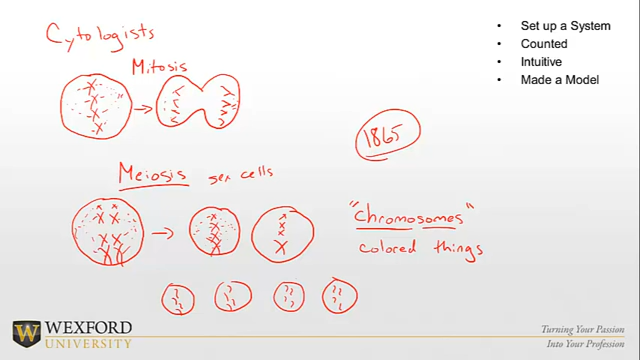 Cytologists
Mitosis
1865
Meiosis sex cells
"Chromosomes"
colored things
• Set up a System
• Counted
• Intuitive
• Made a Model
W WEXFORD
UNIVERSITY
Turning Your Passion
Into Your Profession